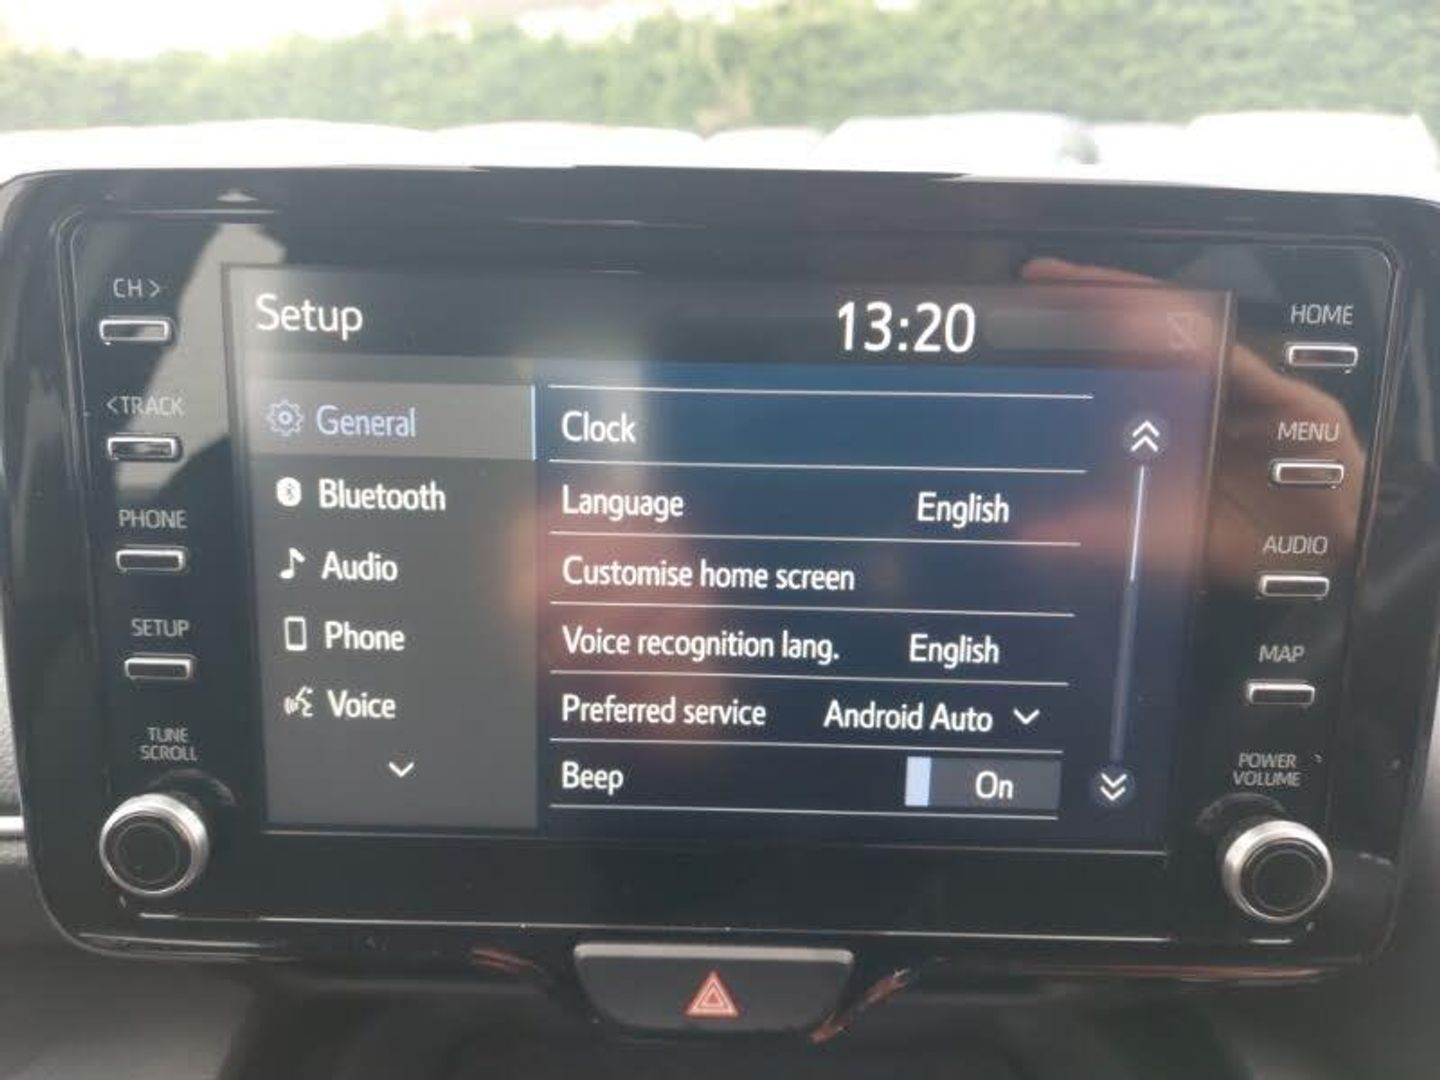 CH >
<TRACK
PHONE
SETUP
TUNE
SCROLL
Setup
13:20
General
Bluetooth
Audio
Phone
Voice
Clock
Language English
Customise home screen
Voice recognition lang. English
Preferred service Android Auto
Beep On
HOME
MENU
AUDIO
MAP
POWER
VOLUME